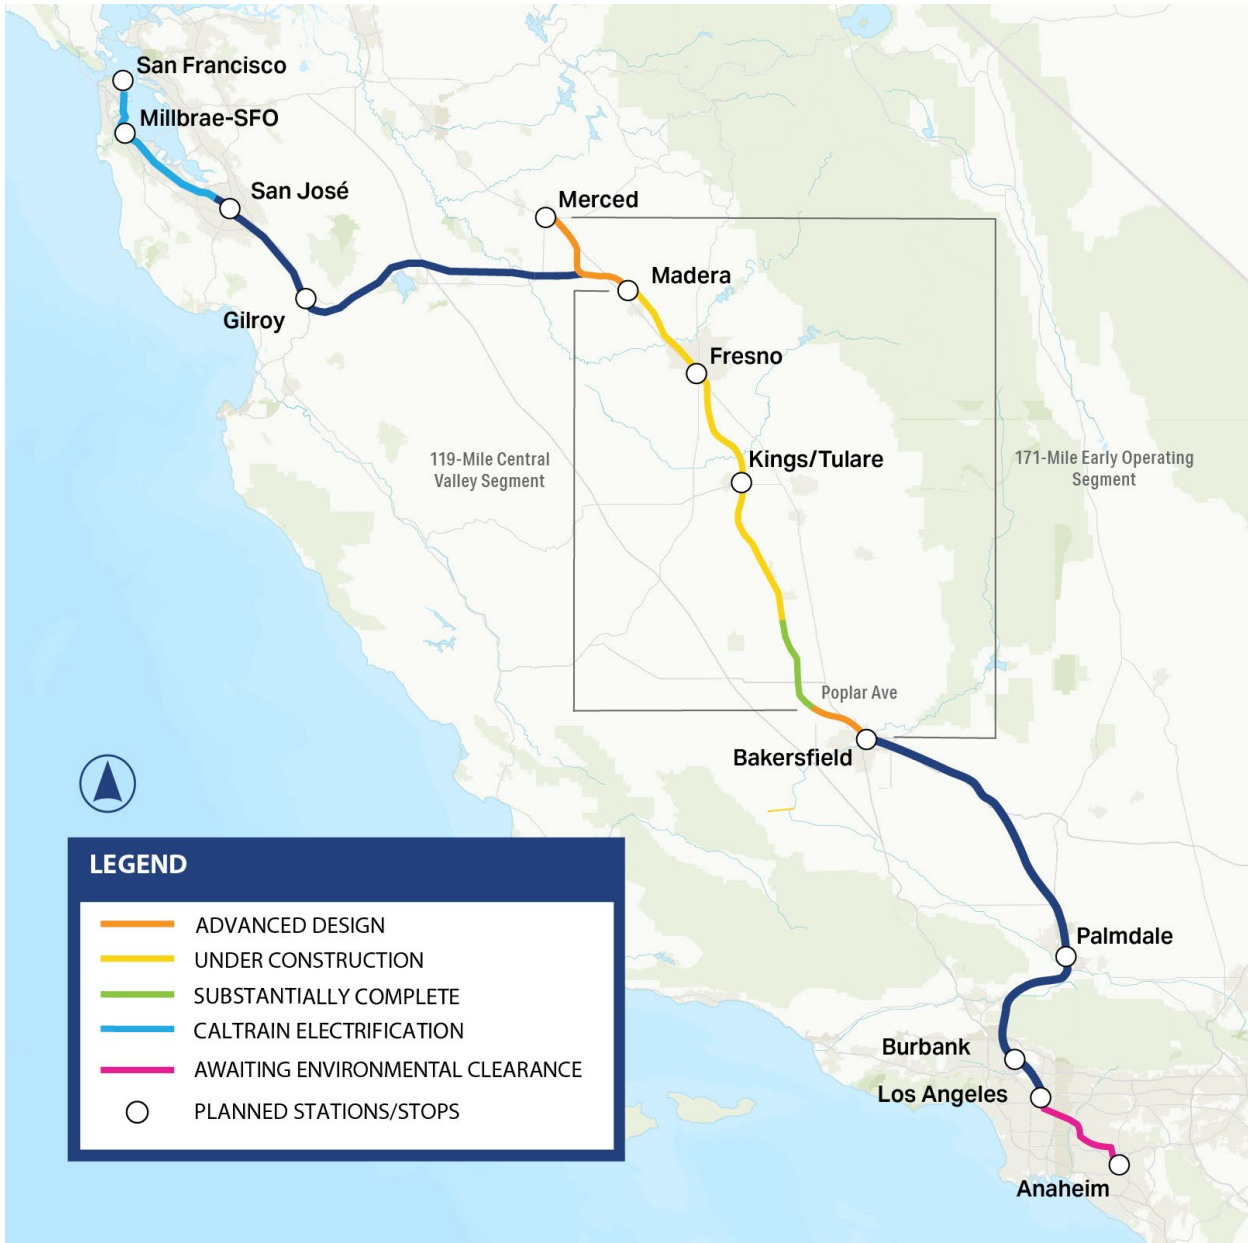 San Francisco
Millbrae-SFO
San José
Merced
Madera
Gilroy
Fresno
119-Mile Central
Valley Segment
Kings/Tulare
171-Mile Early Operating
Segment
Poplar Ave
Bakersfield
LEGEND
ADVANCED DESIGN
UNDER CONSTRUCTION
SUBSTANTIALLY COMPLETE
CALTRAIN ELECTRIFICATION
AWAITING ENVIRONMENTAL CLEARANCE
PLANNED STATIONS/STOPS
Palmdale
Burbank
Los Angeles
Anaheim